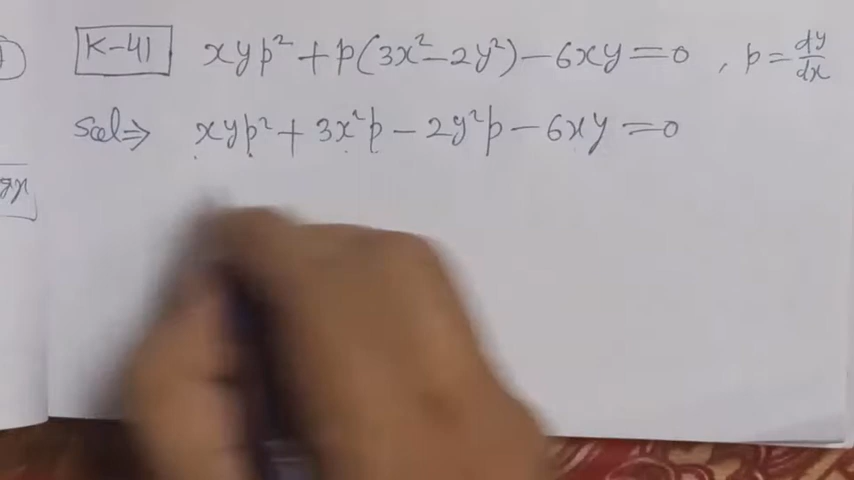 K-41 xyp² + p(3x² - 2y²) - 6xy = 0 , p = dy/dx
Sol ⇒ xyp² + 3x²p - 2y²p - 6xy = 0